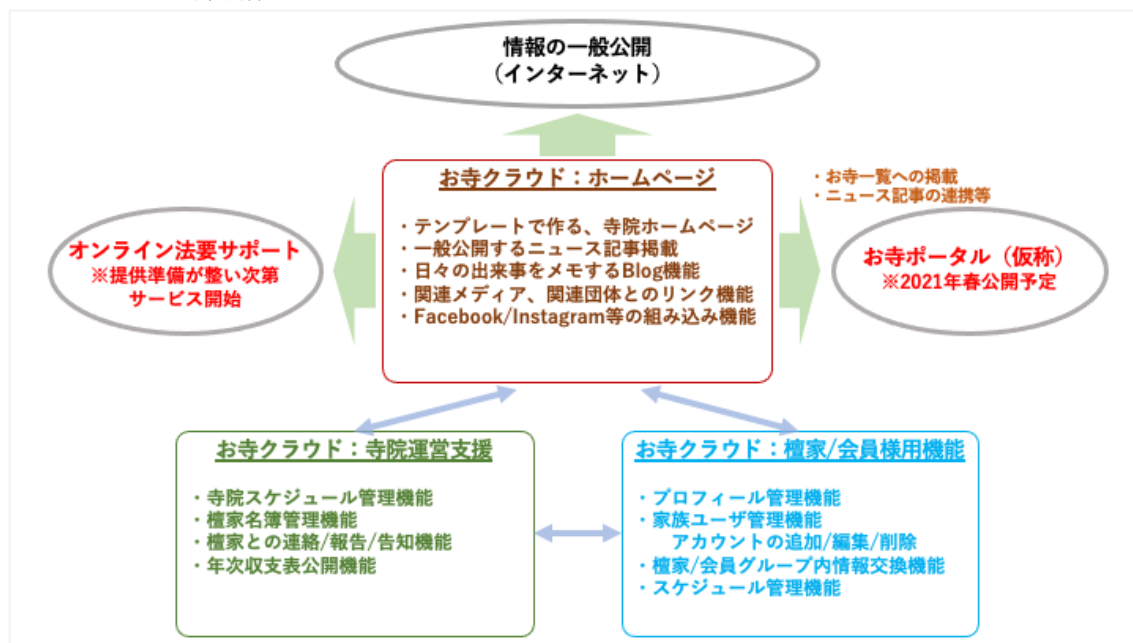 情報の一般公開
（インターネット）
お寺クラウド：ホームページ
・テンプレートで作る、寺院ホームページ
・一般公開するニュース記事掲載
・日々の出来事をメモするBlog機能
・関連メディア、関連団体とのリンク機能
・Facebook/Instagram等の組み込み機能
・お寺一覧への掲載
・ニュース記事の連携等
オンライン法要サポート
※提供準備が整い次第
サービス開始
お寺ポータル（仮称）
※2021年春公開予定
お寺クラウド：寺院運営支援
・寺院スケジュール管理機能
・檀家名簿管理機能
・檀家との連絡/報告/告知機能
・年次収支表公開機能
お寺クラウド：檀家/会員様用機能
・プロフィール管理機能
・家族ユーザ管理機能
アカウントの追加/編集/削除
・檀家/会員グループ内情報交換機能
・スケジュール管理機能